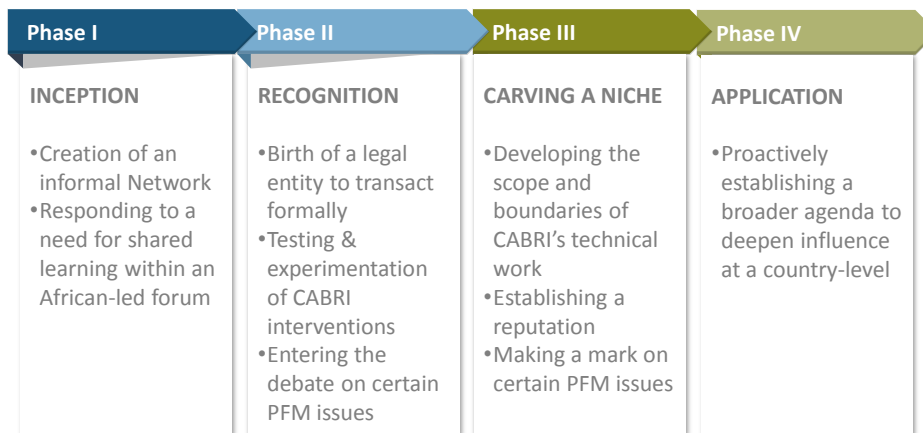 Phase I
INCEPTION
•Creation of an
informal Network
•Responding to a
need for shared
learning within an
African-led forum
Phase II
RECOGNITION
•Birth of a legal
entity to transact
formally
•Testing &
experimentation
of CABRI
interventions
•Entering the
debate on certain
PFM issues
Phase III
CARVING A NICHE
•Developing the
scope and
boundaries of
CABRI's technical
work
•Establishing a
reputation
•Making a mark on
certain PFM issues
Phase IV
APPLICATION
•Proactively
establishing a
broader agenda to
deepen influence
at a country-level